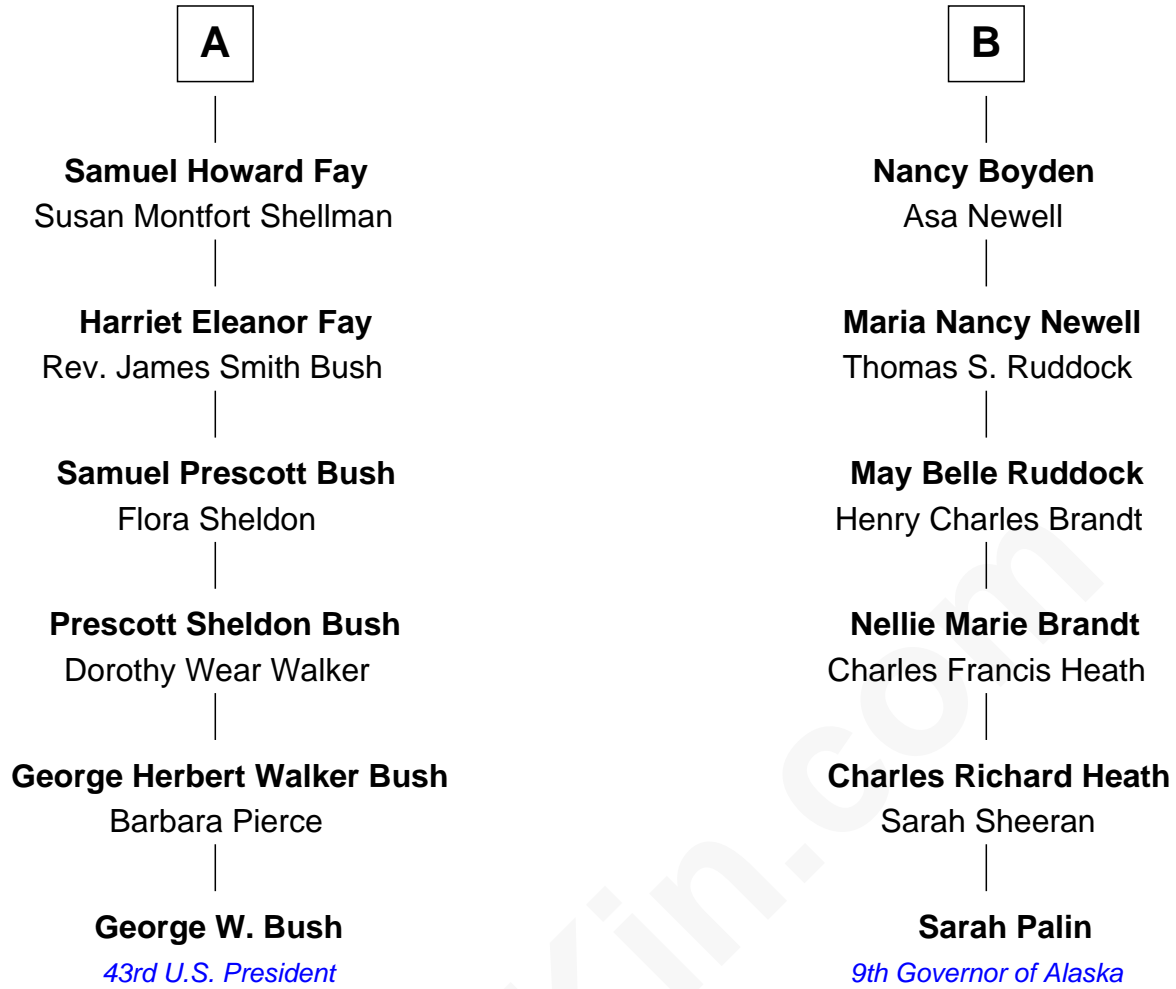 A
Samuel Howard Fay
Susan Montfort Shellman
Harriet Eleanor Fay
Rev. James Smith Bush
Samuel Prescott Bush
Flora Sheldon
Prescott Sheldon Bush
Dorothy Wear Walker
George Herbert Walker Bush
Barbara Pierce
George W. Bush
43rd U.S. President
B
Nancy Boyden
Asa Newell
Maria Nancy Newell
Thomas S. Ruddock
May Belle Ruddock
Henry Charles Brandt
Nellie Marie Brandt
Charles Francis Heath
Charles Richard Heath
Sarah Sheeran
Sarah Palin
9th Governor of Alaska